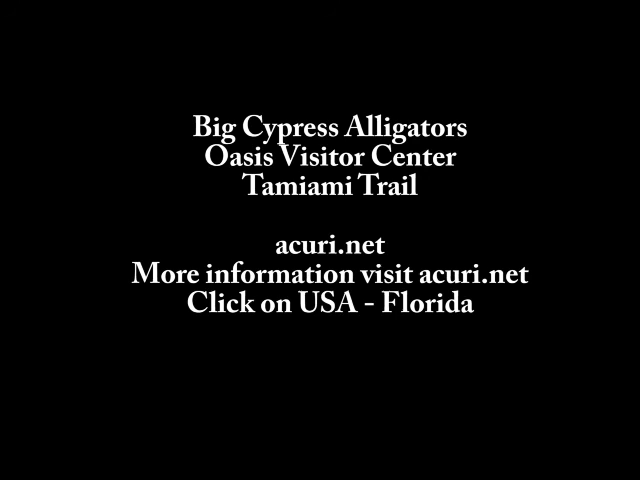 Big Cypress Alligators
Oasis Visitor Center
Tamiami Trail
acuri.net
More information visit acuri.net
Click on USA - Florida